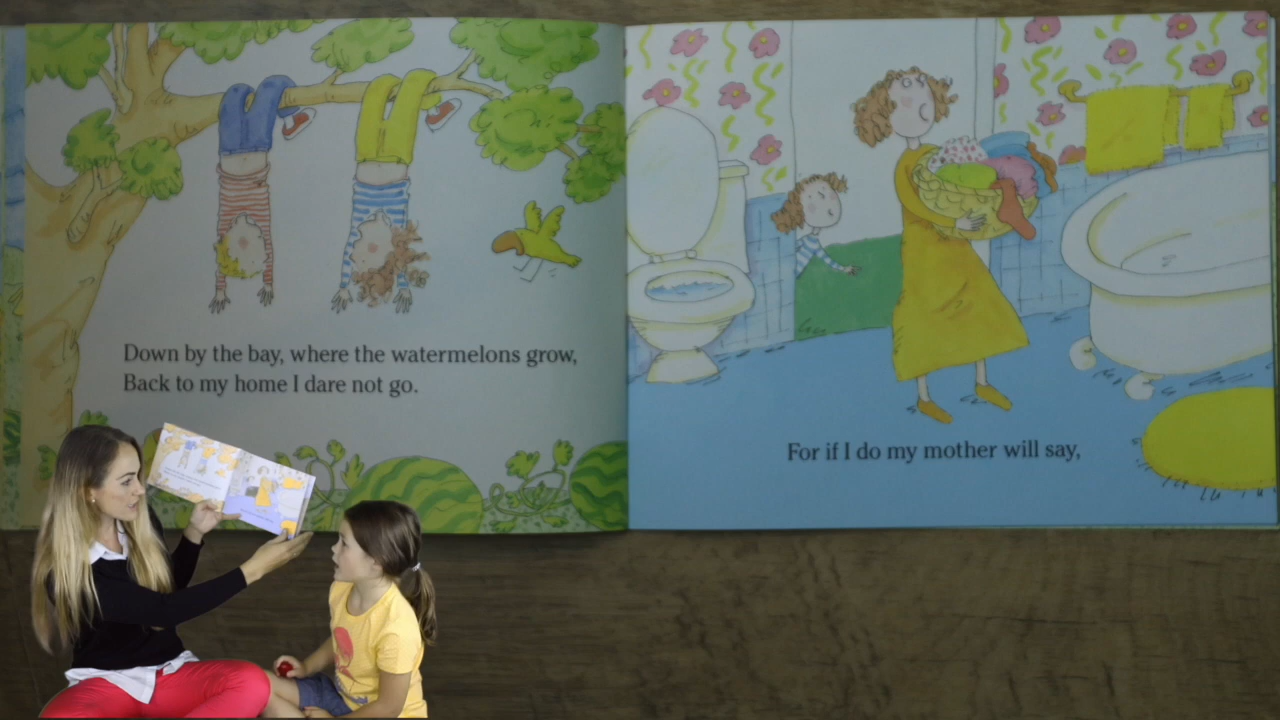 Down by the bay, where the watermelons grow,
Back to my home I dare not go.
For if I do my mother will say,